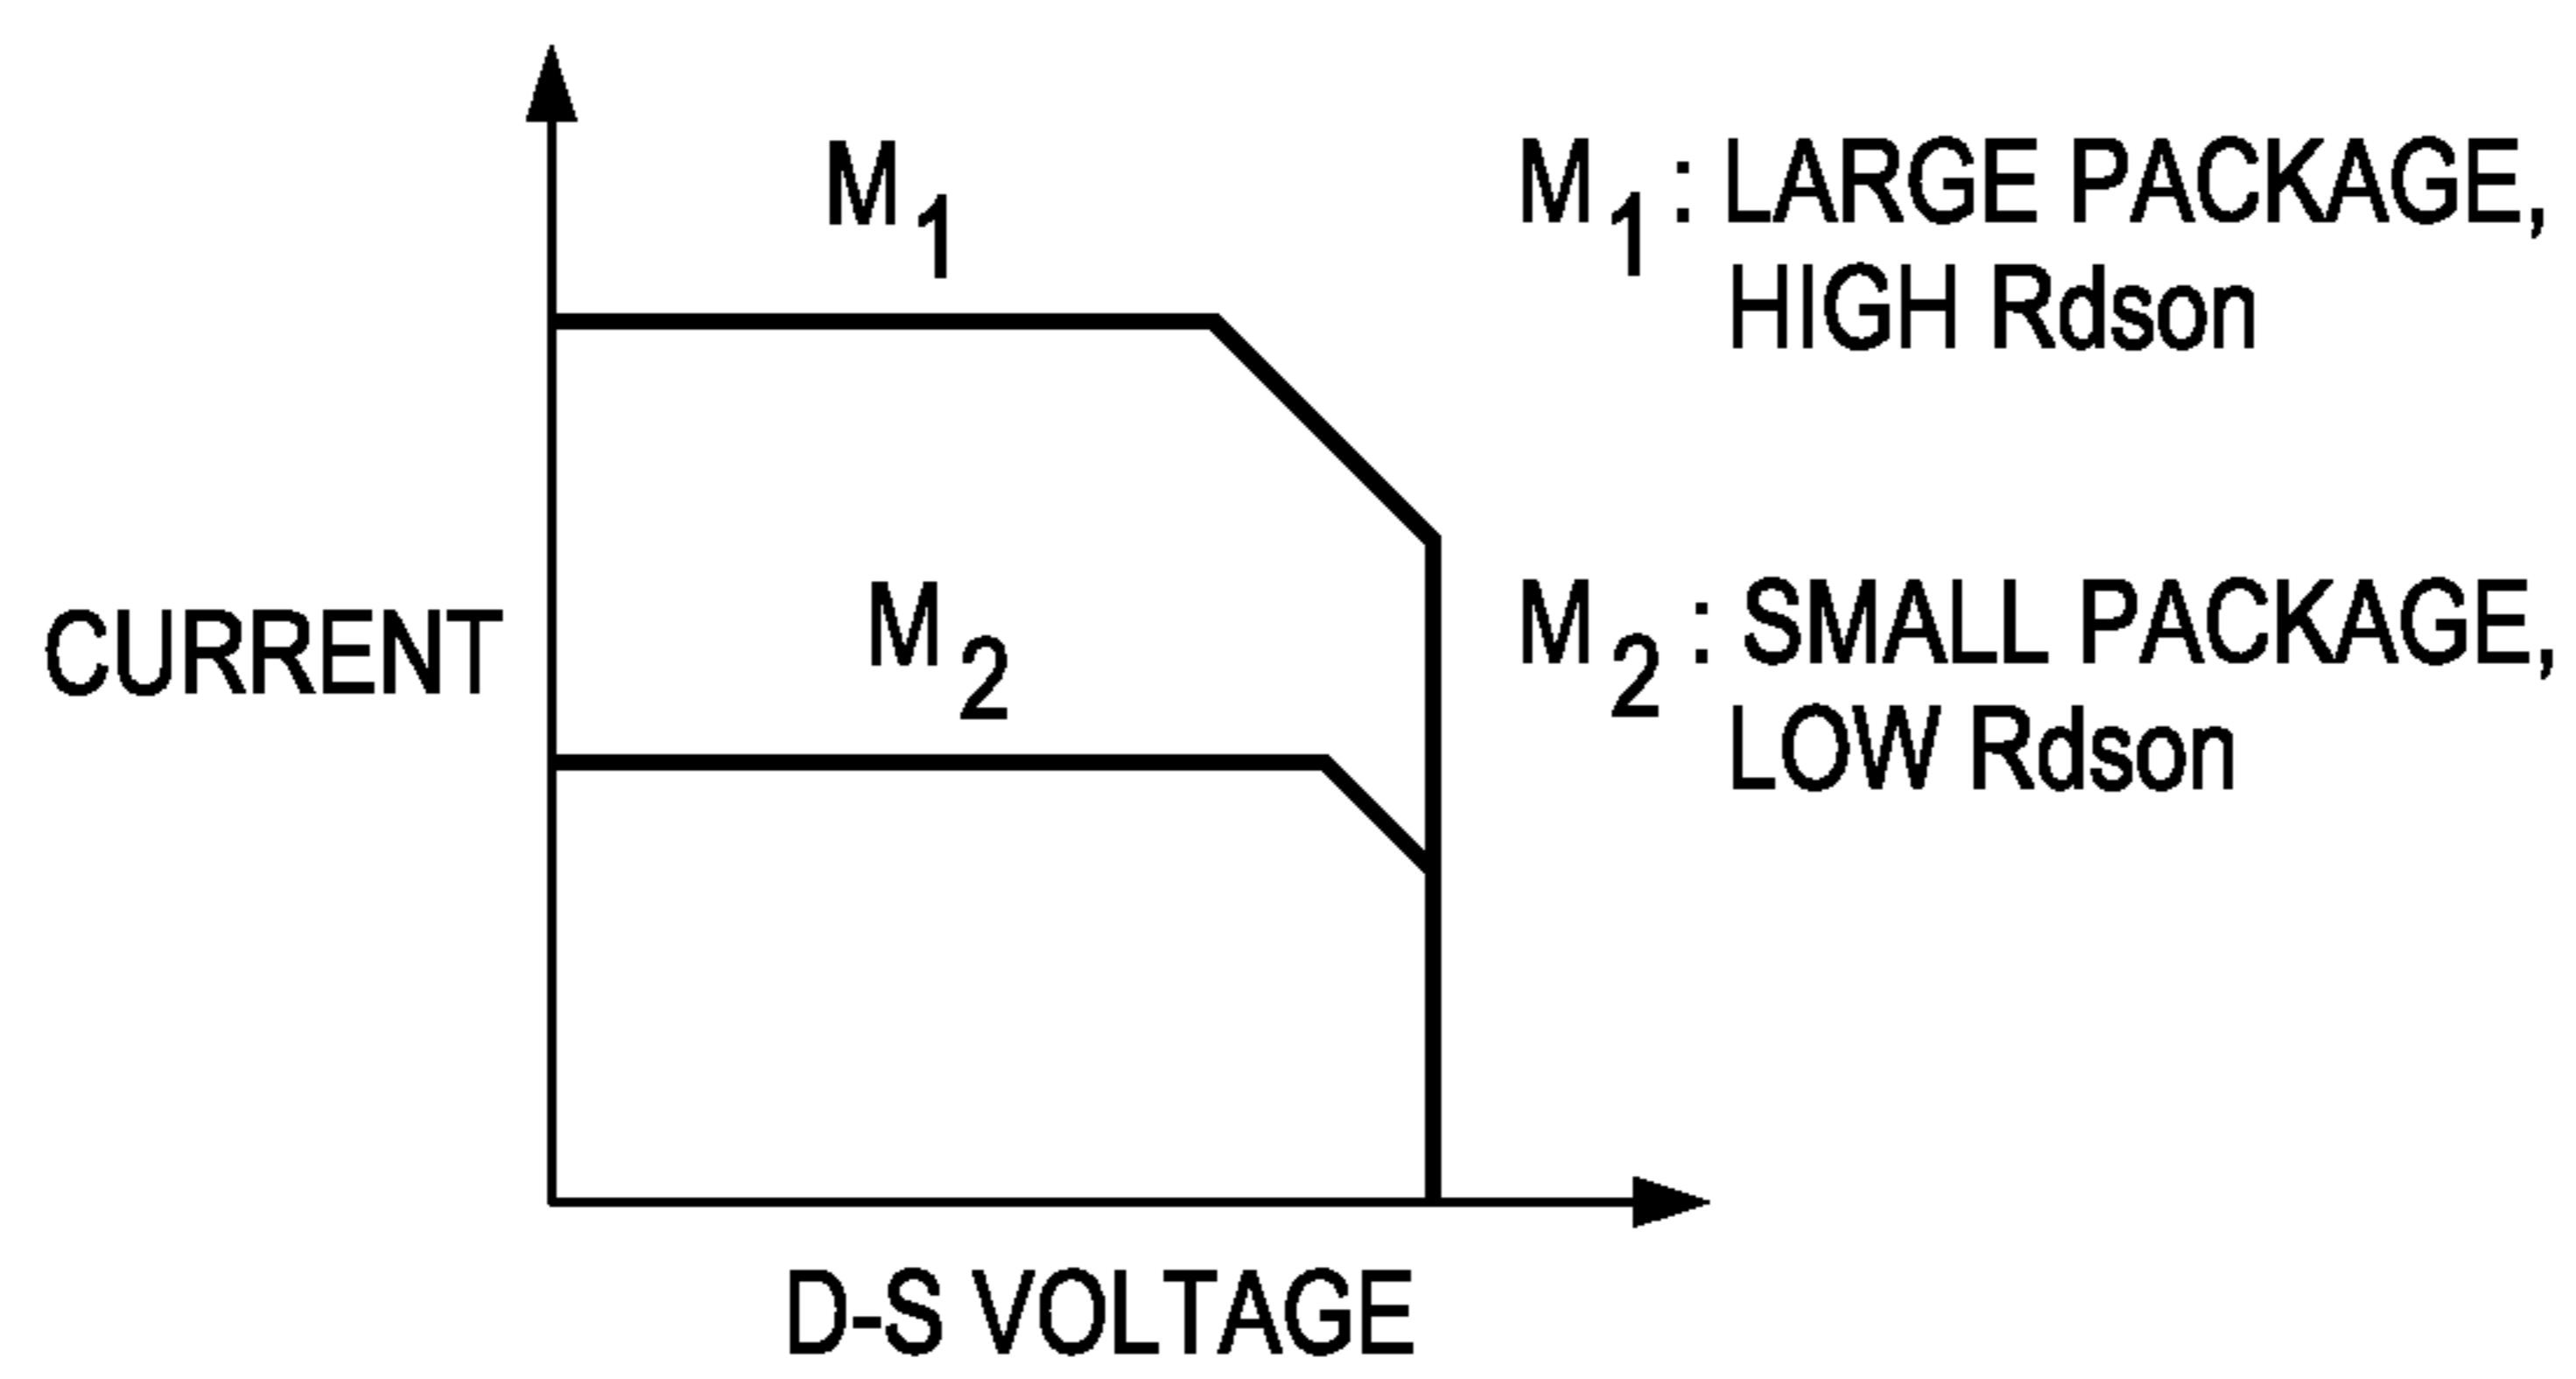 M1
M1 : LARGE PACKAGE,
HIGH Rdson
CURRENT
M2
M2 : SMALL PACKAGE,
LOW Rdson
D-S VOLTAGE